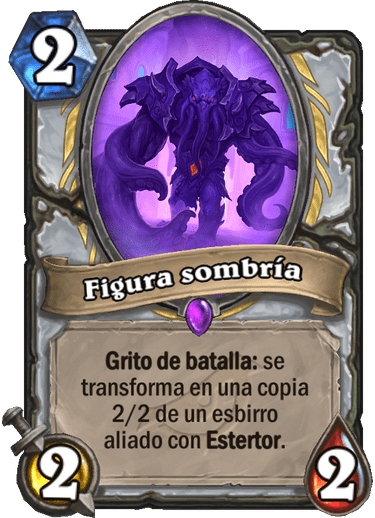 2
Figura sombría
Grito de batalla: se
transforma en una copia
2/2 de un esbirro
aliado con Estertor.
2
2